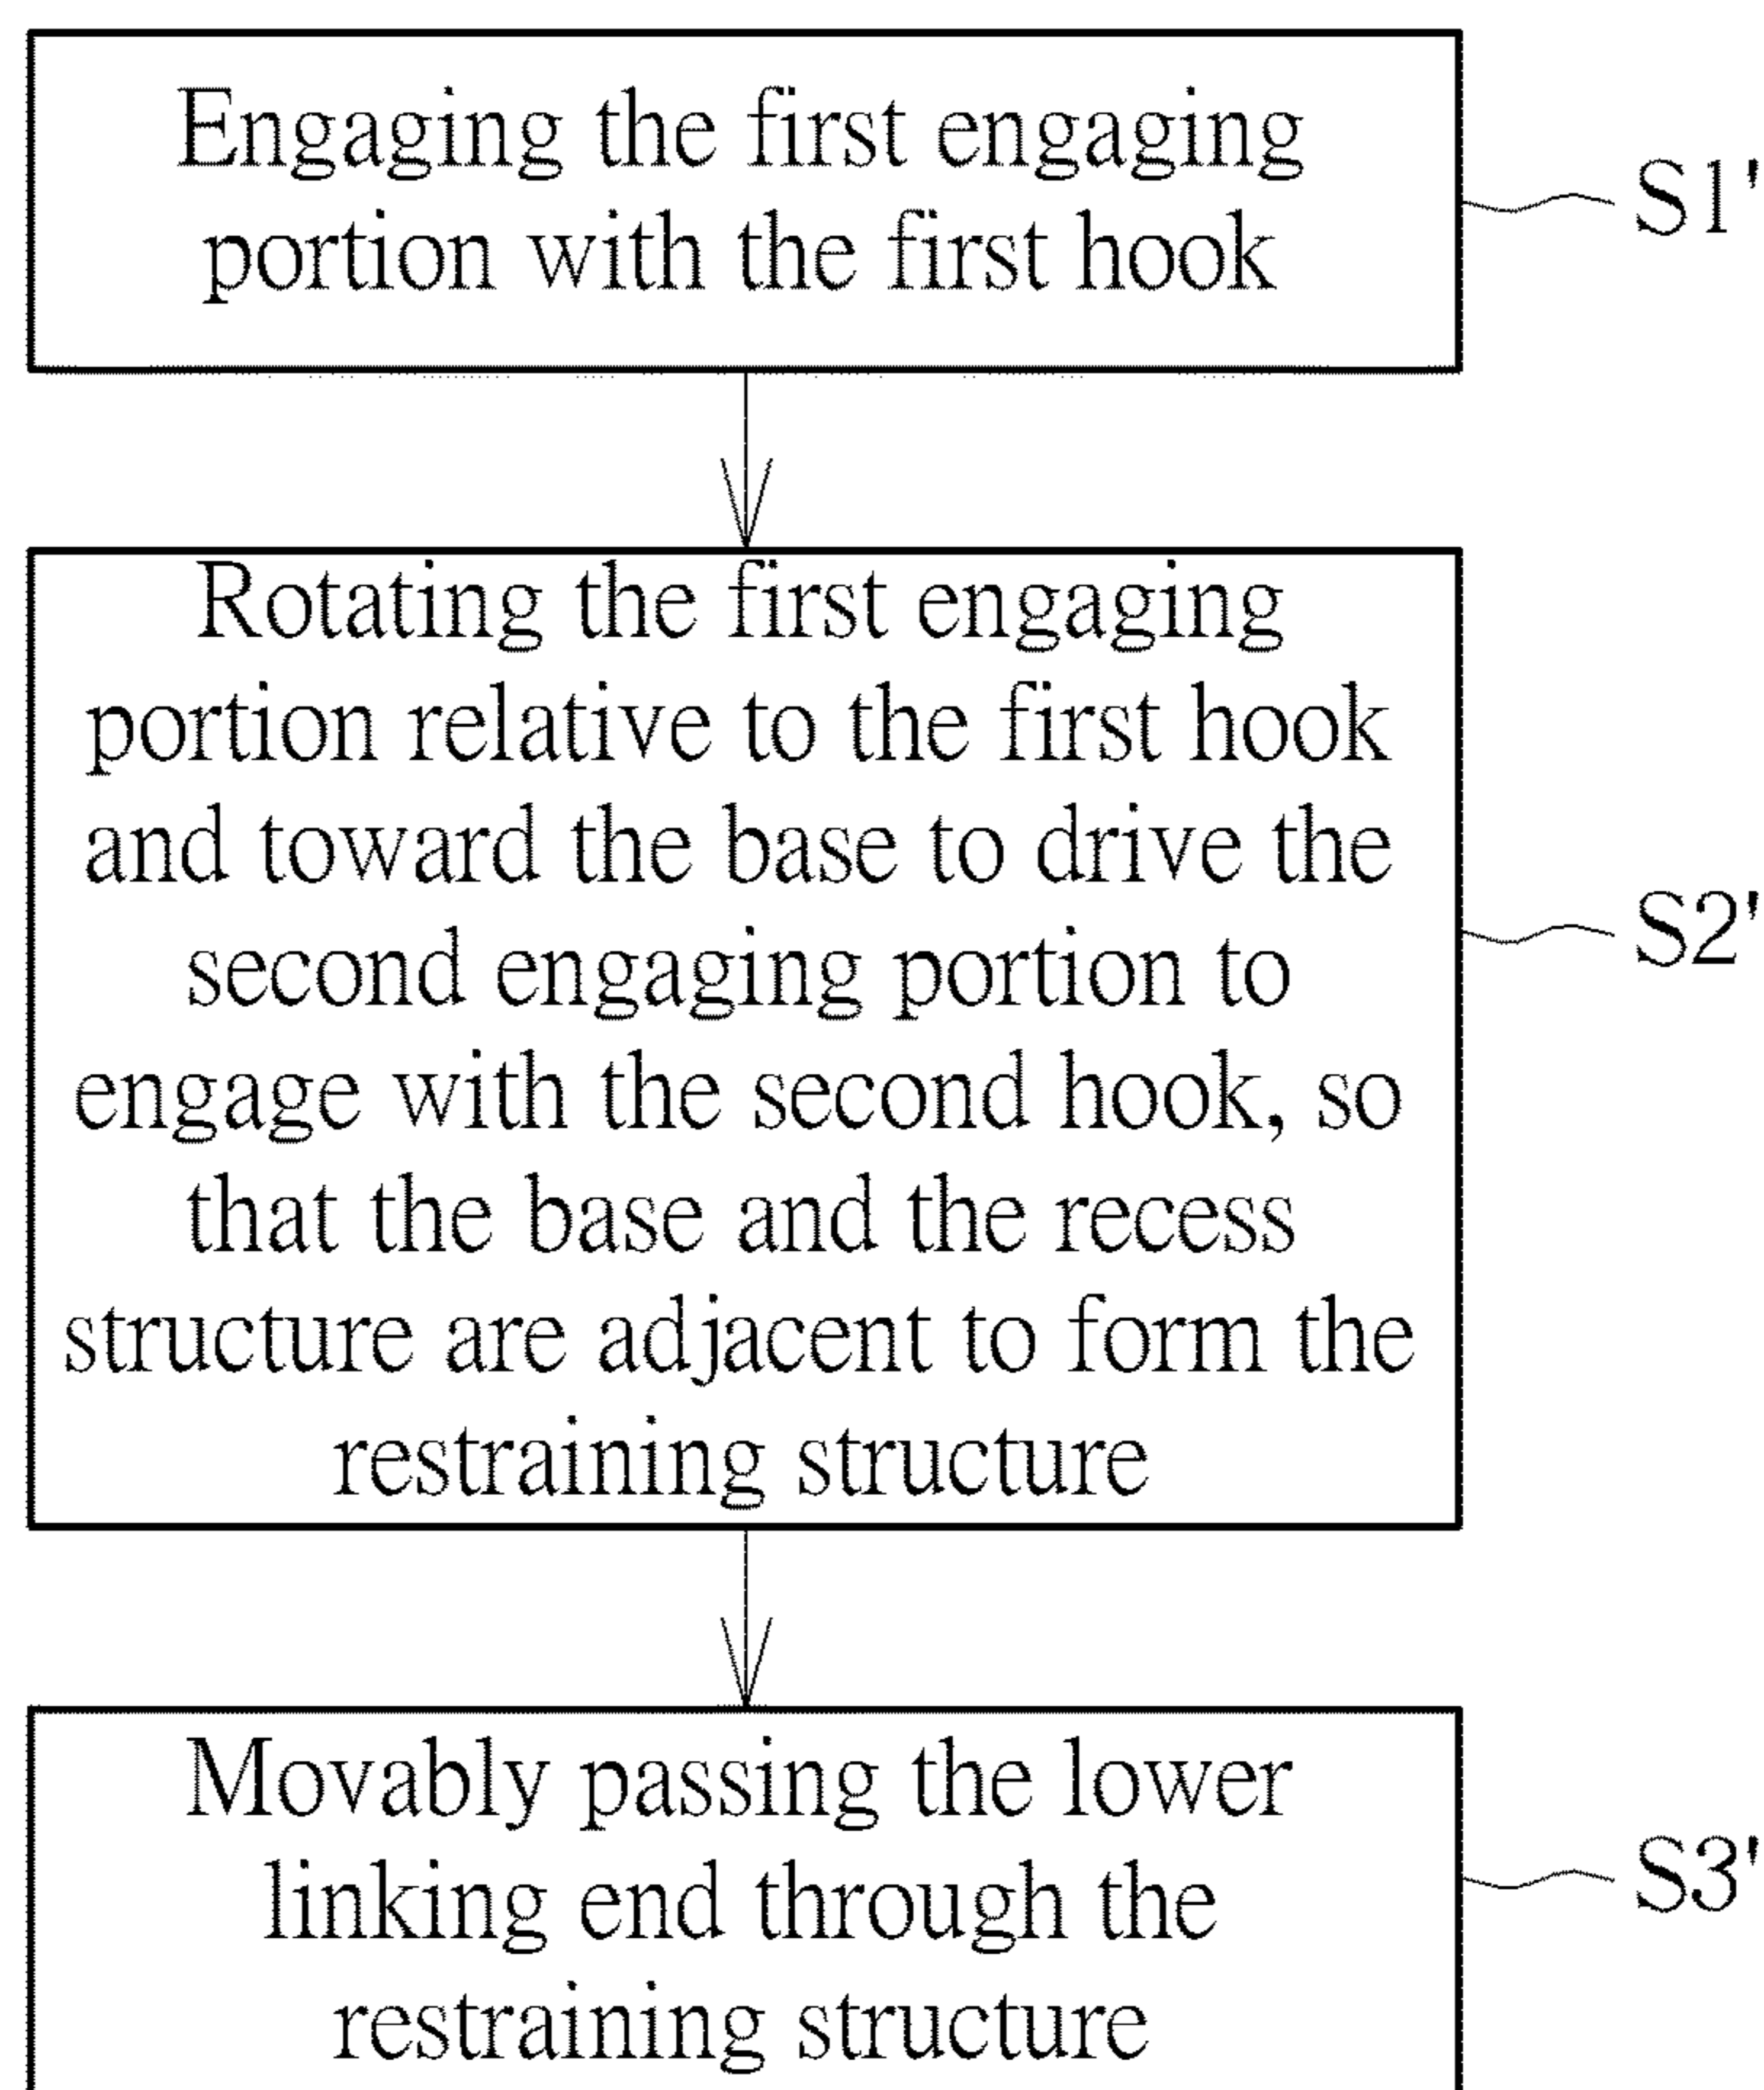 Engaging the first engaging
portion with the first hook
S1'
Rotating the first engaging
portion relative to the first hook
and toward the base to drive the
second engaging portion to
engage with the second hook, so
that the base and the recess
structure are adjacent to form the
restraining structure
S2'
Movably passing the lower
linking end through the
restraining structure
S3'